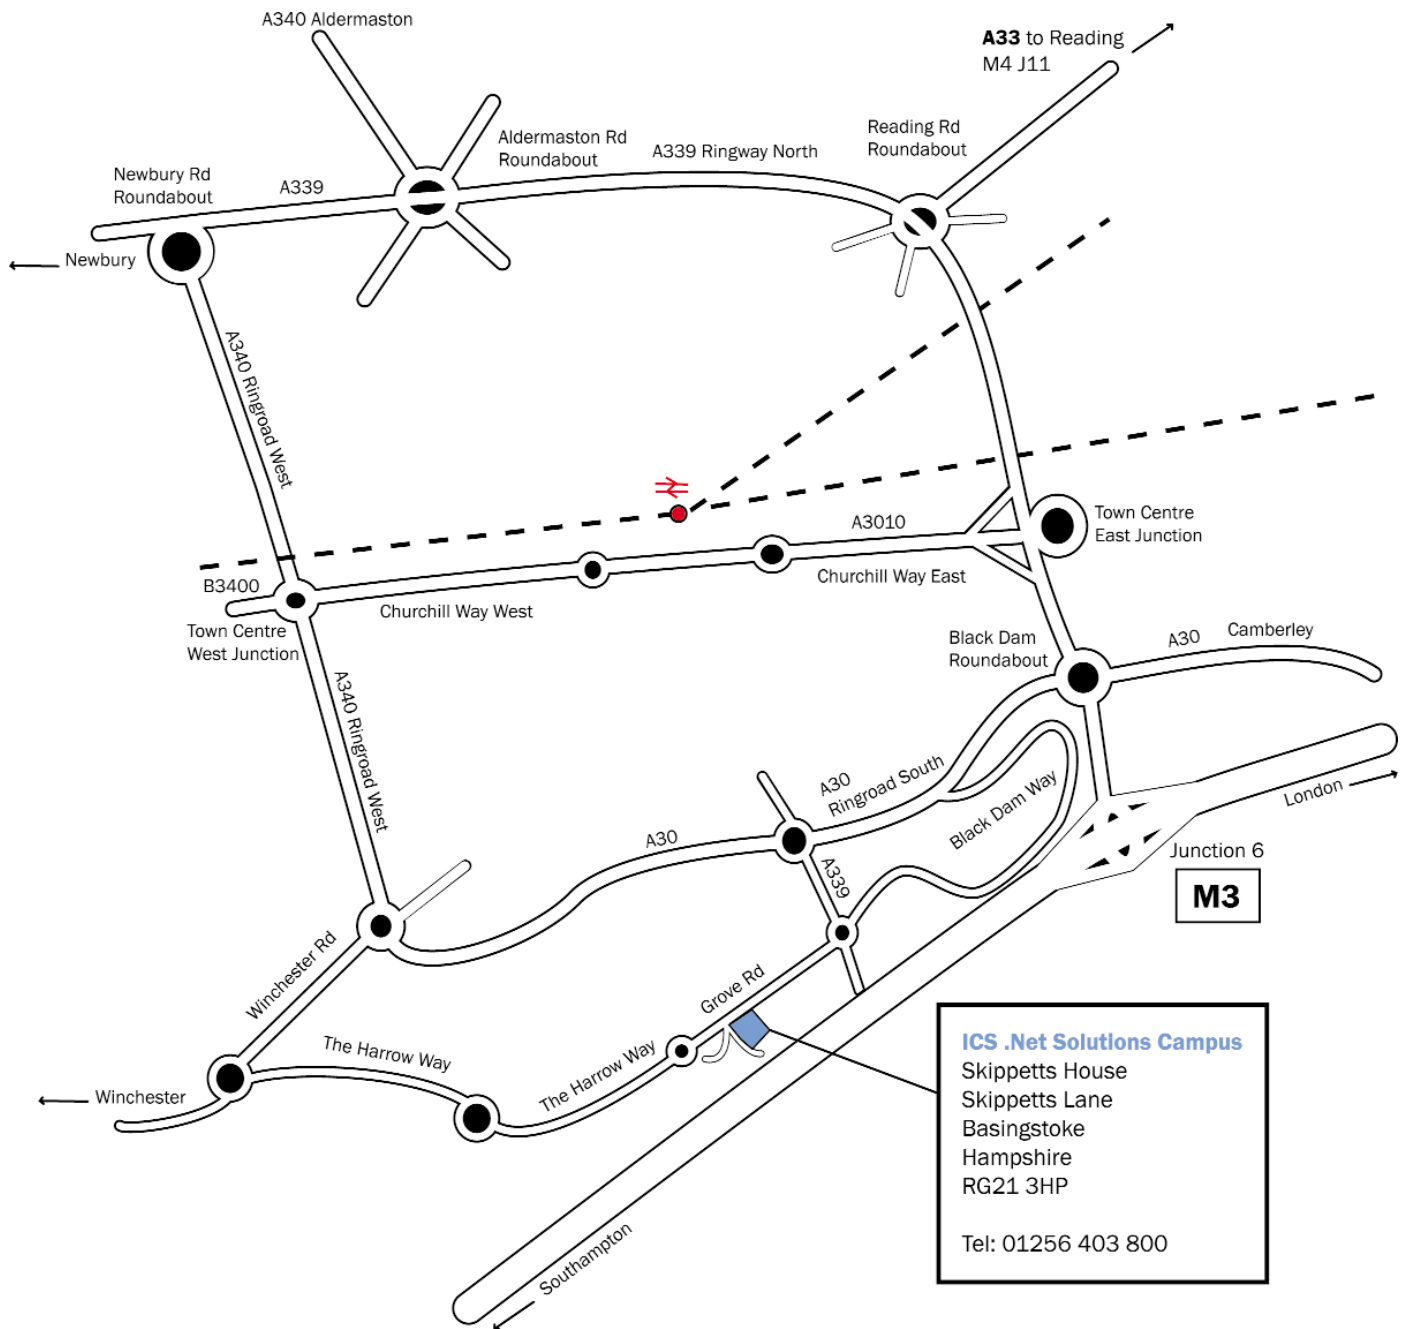 A340 Aldermaston
A33 to Reading
M4 J11
Aldermaston Rd
Roundabout
A339 Ringway North
Reading Rd
Roundabout
Newbury Rd
Roundabout
A339
Newbury
A340 Ringroad West
A3010
Town Centre
East Junction
B3400
Churchill Way East
Churchill Way West
Town Centre
West Junction
Black Dam
Roundabout
A30
Camberley
A340 Ringroad West
A30
Ringroad South
Black Dam Way
London
A30
A339
Junction 6
M3
Winchester Rd
Grove Rd
The Harrow Way
The Harrow Way
Winchester
ICS .Net Solutions Campus
Skippetts House
Skippetts Lane
Basingstoke
Hampshire
RG21 3HP
Tel: 01256 403 800
Southampton